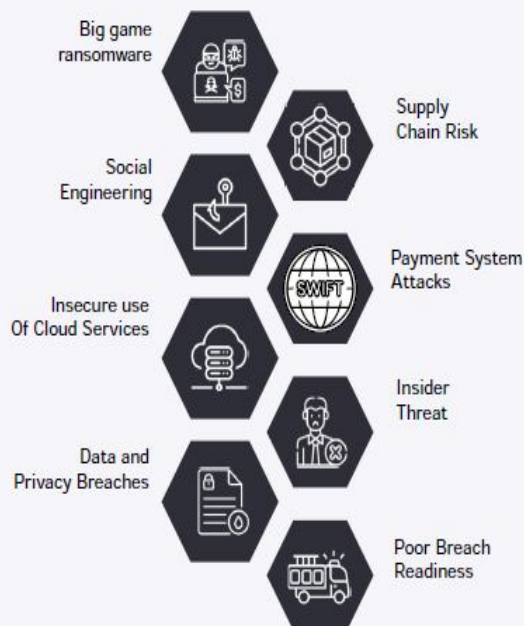 Big game
ransomware
Supply
Chain Risk
Social
Engineering
SWIFT
Payment System
Attacks
Insecure use
Of Cloud Services
Insider
Threat
Data and
Privacy Breaches
Poor Breach
Readiness
$